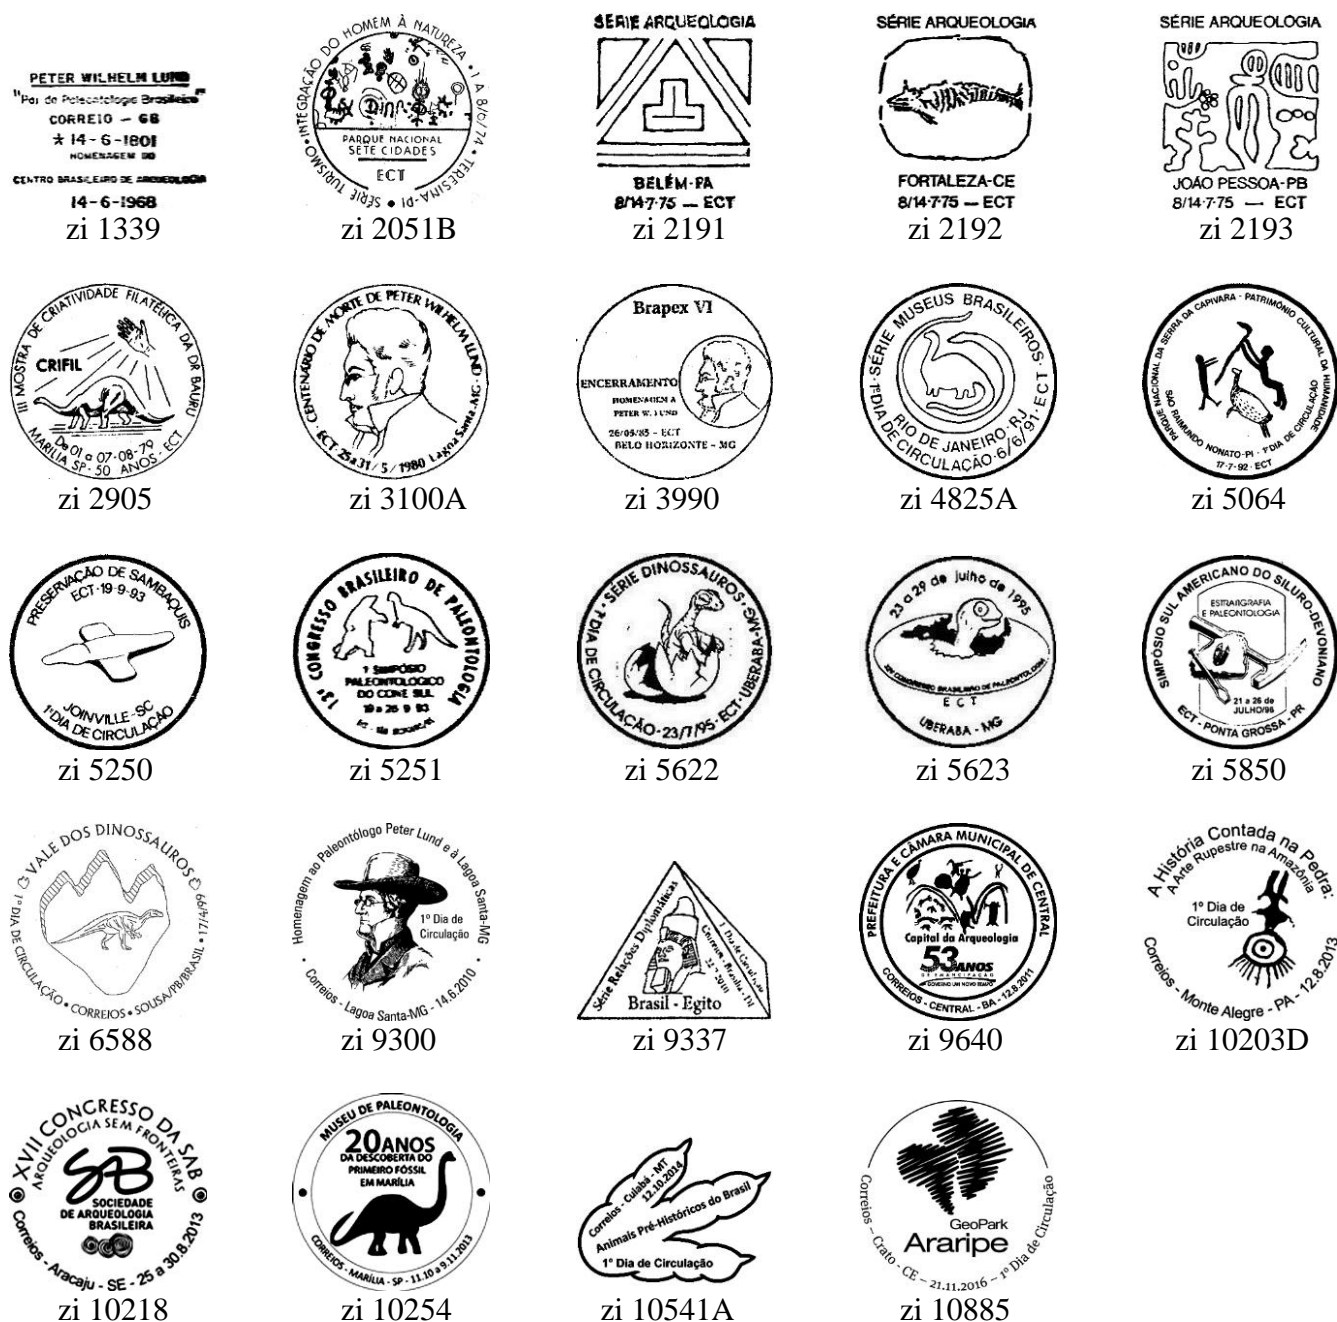 PETER WILHELM LUND
"Pai da Paleontologia Brasileira"
CORREIO - GB
* 14-6-1801
HOMENAGEM DO
CENTRO BRASILEIRO DE ARQUEOLOGIA
14-6-1968
zi 1339
SÉRIE TURISMO • INTEGRAÇÃO DO HOMEM À NATUREZA • 1 A 8/6/74 • TERESINA-PI •
PARQUE NACIONAL
SETE CIDADES
ECT
zi 2051B
SÉRIE ARQUEOLOGIA
BELÉM-PA
8/14-7-75 — ECT
zi 2191
SÉRIE ARQUEOLOGIA
FORTALEZA-CE
8/14-7-75 — ECT
zi 2192
SÉRIE ARQUEOLOGIA
JOÃO PESSOA-PB
8/14-7-75 — ECT
zi 2193
III MOSTRA DE CRIATIVIDADE FILATÉLICA DA DR BAURU
CRIFIL
De 01 a 07-08-79
MARÍLIA SP - 50 ANOS - ECT
zi 2905
CENTENÁRIO DE MORTE DE PETER WILHELM LUND
ECT-25 a 31/5/1980 Lagoa Santa-MG
zi 3100A
Brapex VI
ENCERRAMENTO
HOMENAGEM A
PETER W. LUND
26/05/85 - ECT
BELO HORIZONTE - MG
zi 3990
1º DIA DE CIRCULAÇÃO·6/6/91·ECT·
SÉRIE MUSEUS BRASILEIROS
RIO DE JANEIRO·RJ
zi 4825A
PARQUE NACIONAL DA SERRA DA CAPIVARA - PATRIMÔNIO CULTURAL DA HUMANIDADE
SÃO RAIMUNDO NONATO-PI - 1º DIA DE CIRCULAÇÃO
17-7-92 - ECT
zi 5064
PRESERVAÇÃO DE SAMBAQUIS
ECT-19-9-93
JOINVILLE-SC
1º DIA DE CIRCULAÇÃO
zi 5250
13º CONGRESSO BRASILEIRO DE PALEONTOLOGIA
1º SIMPÓSIO
PALEONTOLÓGICO
DO CONE SUL
19 a 26 9 93
zi 5251
1º DIA DE CIRCULAÇÃO·23/7/95·ECT·UBERABA-MG·
SÉRIE DINOSSAUROS
zi 5622
23 a 29 de julho de 1995
XIV CONGRESSO BRASILEIRO DE PALEONTOLOGIA
ECT
UBERABA - MG
zi 5623
SIMPÓSIO SUL AMERICANO DO SILURO-DEVONIANO
ESTRATIGRAFIA
E PALEONTOLOGIA
21 a 26 de
JULHO/96
ECT - PONTA GROSSA - PR
zi 5850
VALE DOS DINOSSAUROS
1º DIA DE CIRCULAÇÃO • CORREIOS • SOUSA/PB/BRASIL • 17/4/99
zi 6588
Homenagem ao Paleontólogo Peter Lund e à Lagoa Santa-MG
1º Dia de
Circulação
Correios - Lagoa Santa-MG - 14.6.2010
zi 9300
Série Relações Diplomáticas
Brasil - Egito
zi 9337
PREFEITURA E CÂMARA MUNICIPAL DE CENTRAL
Capital da Arqueologia
53 ANOS
DE EMANCIPAÇÃO
GOVERNO UM NOVO TEMPO
CORREIOS - CENTRAL - BA - 12.8.2011
zi 9640
A História Contada na Pedra:
A Arte Rupestre na Amazônia
1º Dia de
Circulação
Correios - Monte Alegre - PA - 12.8.2013
zi 10203D
XVII CONGRESSO DA SAB
ARQUEOLOGIA SEM FRONTEIRAS
SAB
SOCIEDADE
DE ARQUEOLOGIA
BRASILEIRA
Correios - Aracaju - SE - 25 a 30.8.2013
zi 10218
MUSEU DE PALEONTOLOGIA
20 ANOS
DA DESCOBERTA DO
PRIMEIRO FÓSSIL
EM MARÍLIA
CORREIOS - MARÍLIA - SP - 11.10 a 9.11.2013
zi 10254
Correios - Cuiabá - MT
12.10.2014
Animais Pré-Históricos do Brasil
1º Dia de Circulação
zi 10541A
GeoPark
Araripe
Correios - Crato - CE - 21.11.2016 - 1º Dia de Circulação
zi 10885